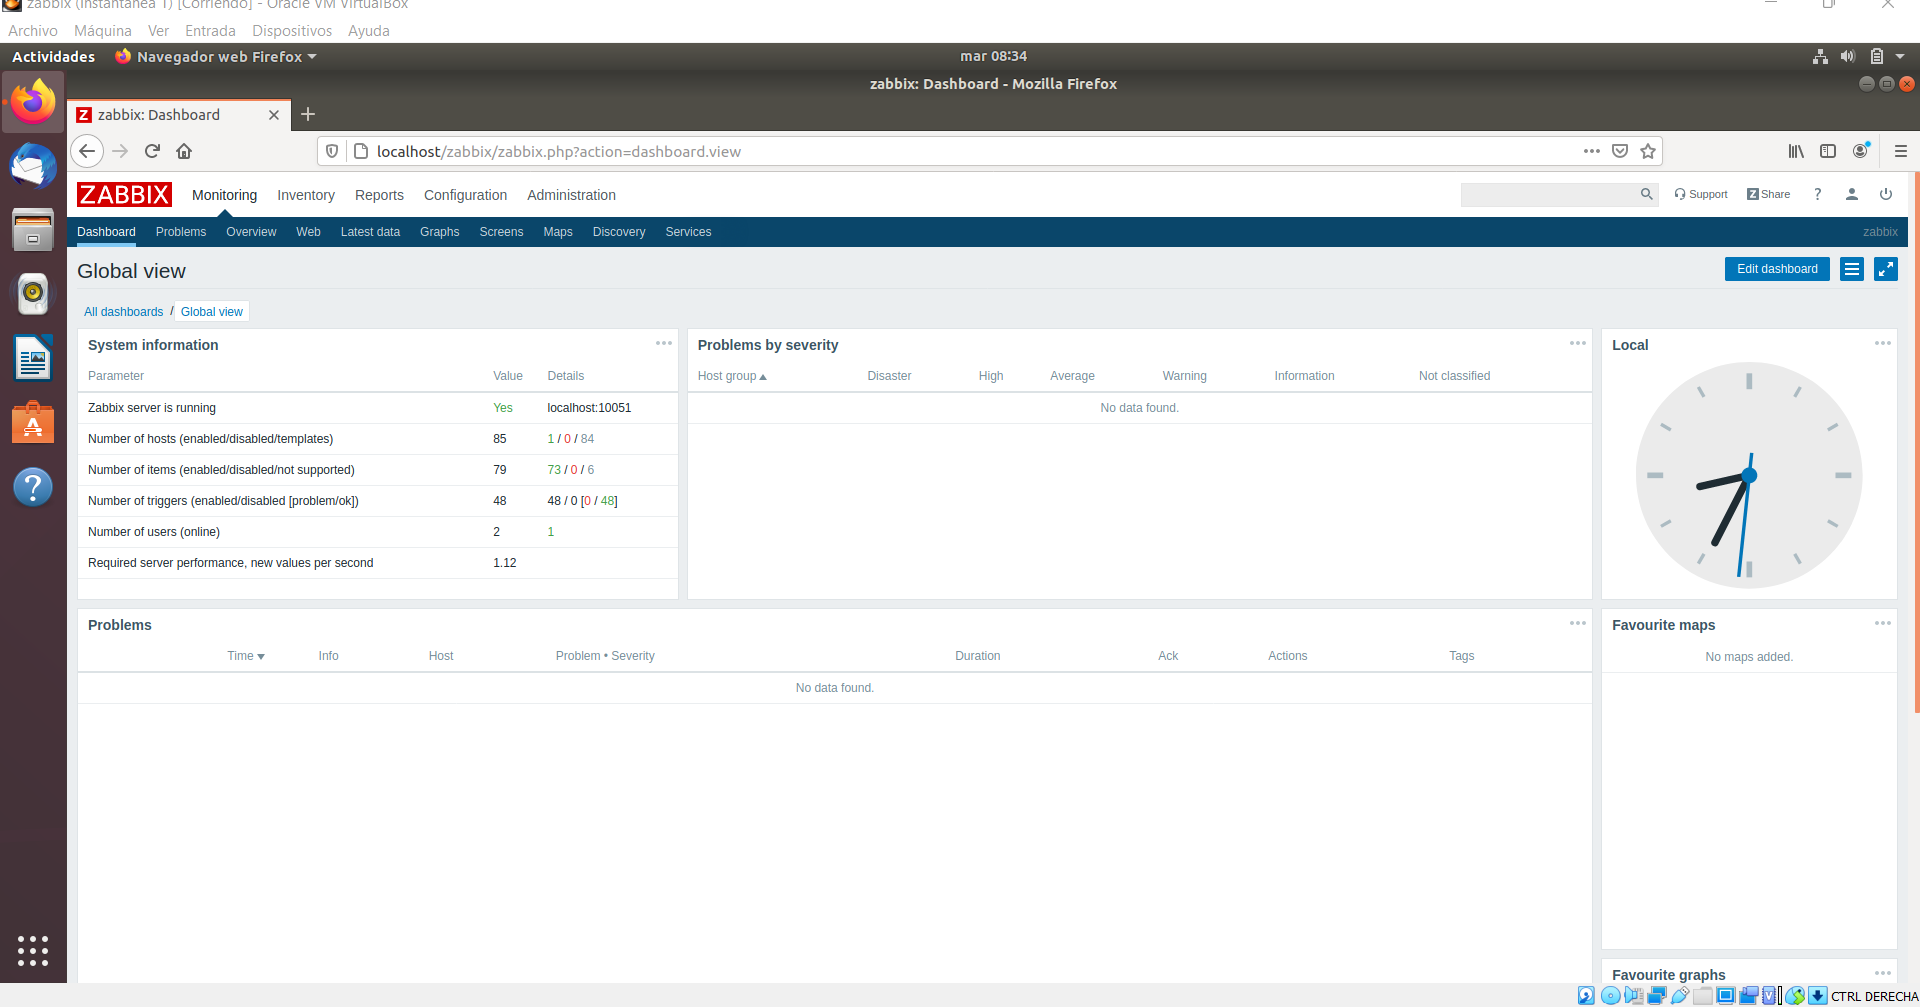 zabbix (Instantánea 1) [Corriendo] - Oracle VM VirtualBox
Archivo Máquina Ver Entrada Dispositivos Ayuda
Actividades Navegador web Firefox mar 08:34
zabbix: Dashboard - Mozilla Firefox
Z zabbix: Dashboard
localhost/zabbix/zabbix.php?action=dashboard.view
ZABBIX Monitoring Inventory Reports Configuration Administration Support Z Share ?
Dashboard Problems Overview Web Latest data Graphs Screens Maps Discovery Services zabbix
Global view Edit dashboard
All dashboards / Global view
System information
Parameter Value Details
Zabbix server is running Yes localhost:10051
Number of hosts (enabled/disabled/templates) 85 1 / 0 / 84
Number of items (enabled/disabled/not supported) 79 73 / 0 / 6
Number of triggers (enabled/disabled [problem/ok]) 48 48 / 0 [0 / 48]
Number of users (online) 2 1
Required server performance, new values per second 1.12
Problems by severity
Host group Disaster High Average Warning Information Not classified
No data found.
Local
Problems
Time Info Host Problem • Severity Duration Ack Actions Tags
No data found.
Favourite maps
No maps added.
Favourite graphs
CTRL DERECHA